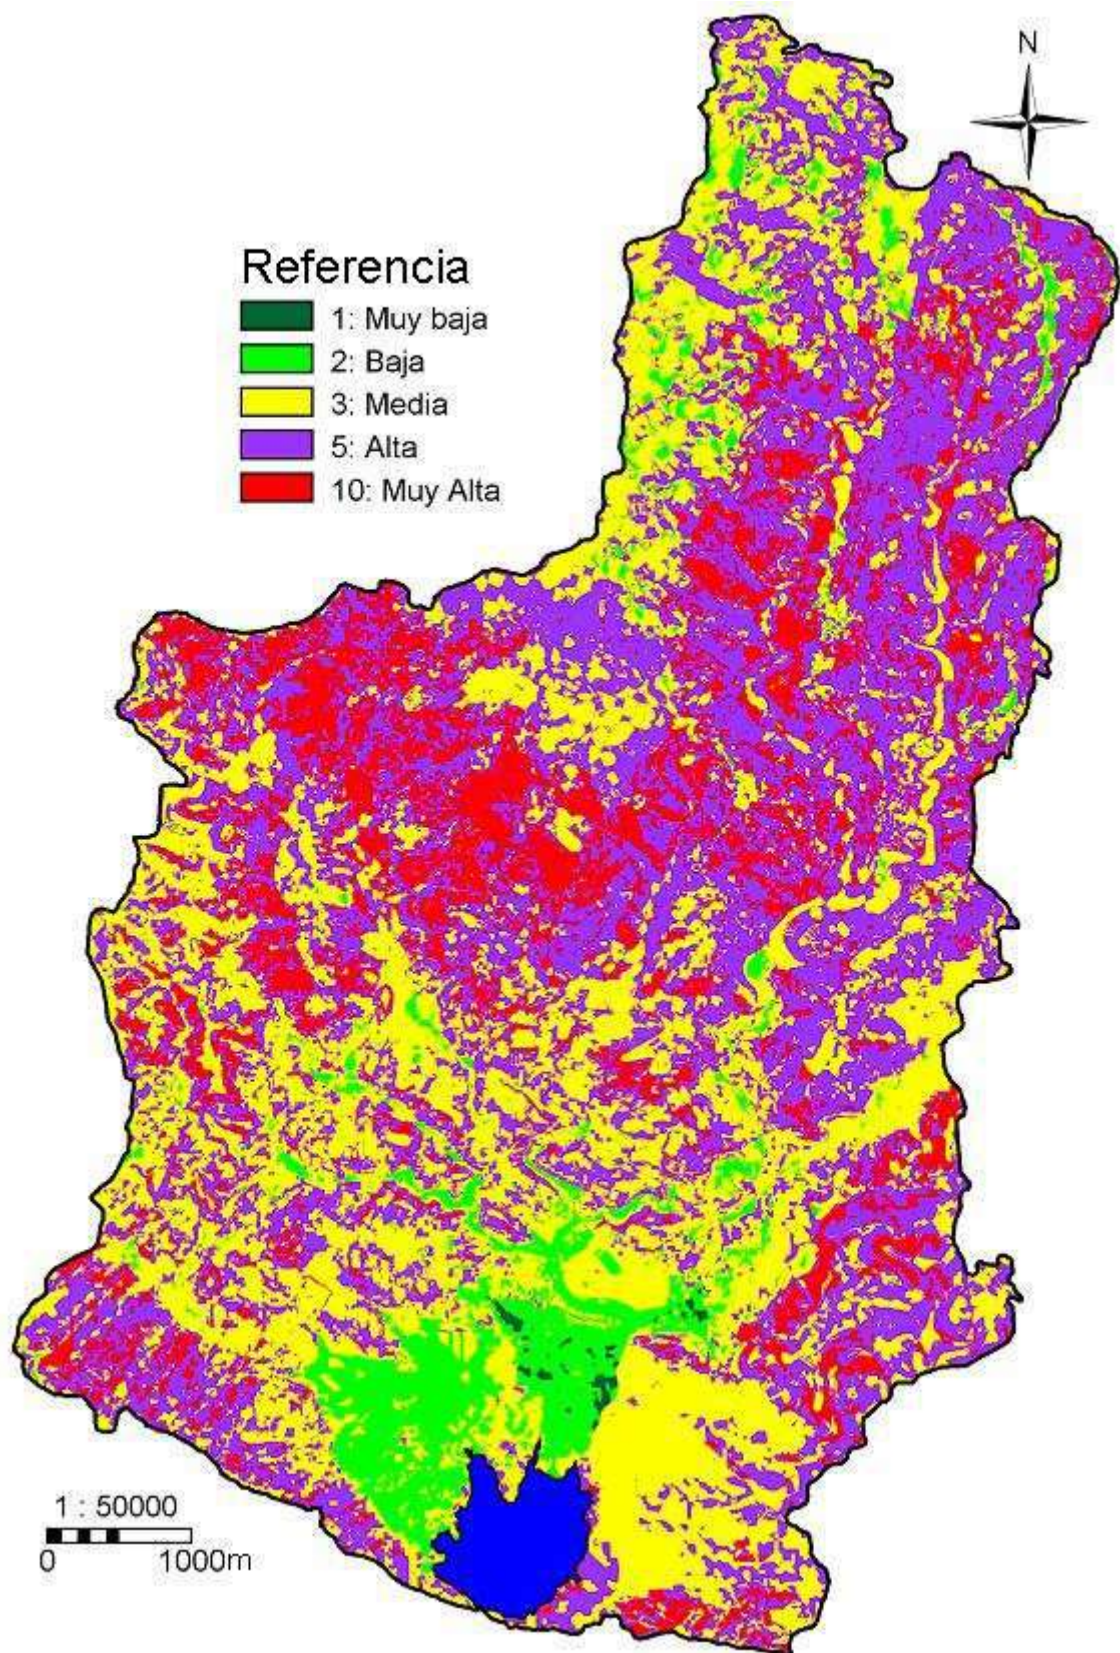 N
Referencia
1: Muy baja
2: Baja
3: Media
5: Alta
10: Muy Alta
1 : 50000
0 1000m